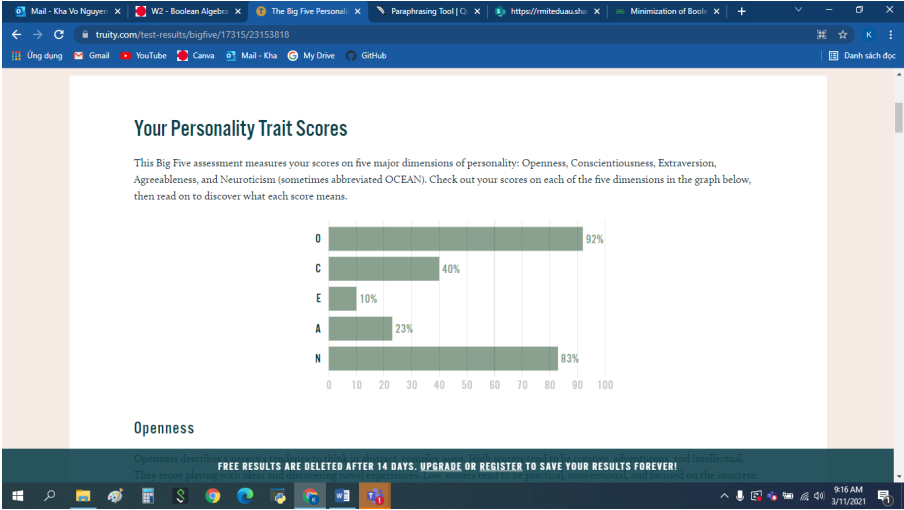 Mail - Kha Vo Nguyen
W2 - Boolean Algebra
The Big Five Personali
Paraphrasing Tool | Q
https://rmiteduau.sha
Minimization of Boole
truity.com/test-results/bigfive/17315/23153818
K
Ứng dụng
Gmail
YouTube
Canva
Mail - Kha
My Drive
GitHub
Danh sách đọc
Your Personality Trait Scores
This Big Five assessment measures your scores on five major dimensions of personality: Openness, Conscientiousness, Extraversion,
Agreeableness, and Neuroticism (sometimes abbreviated OCEAN). Check out your scores on each of the five dimensions in the graph below,
then read on to discover what each score means.
O 92%
C 40%
E 10%
A 23%
N 83%
0 10 20 30 40 50 60 70 80 90 100
Openness
Openness describes a person's tendency to think in abstract, complex ways. High scorers tend to be creative, adventurous, and intellectual.
FREE RESULTS ARE DELETED AFTER 14 DAYS. UPGRADE OR REGISTER TO SAVE YOUR RESULTS FOREVER!
They enjoy playing with ideas and discovering novel experiences. Low scorers tend to be practical, conventional, and focused on the concrete.
9:16 AM
3/11/2021